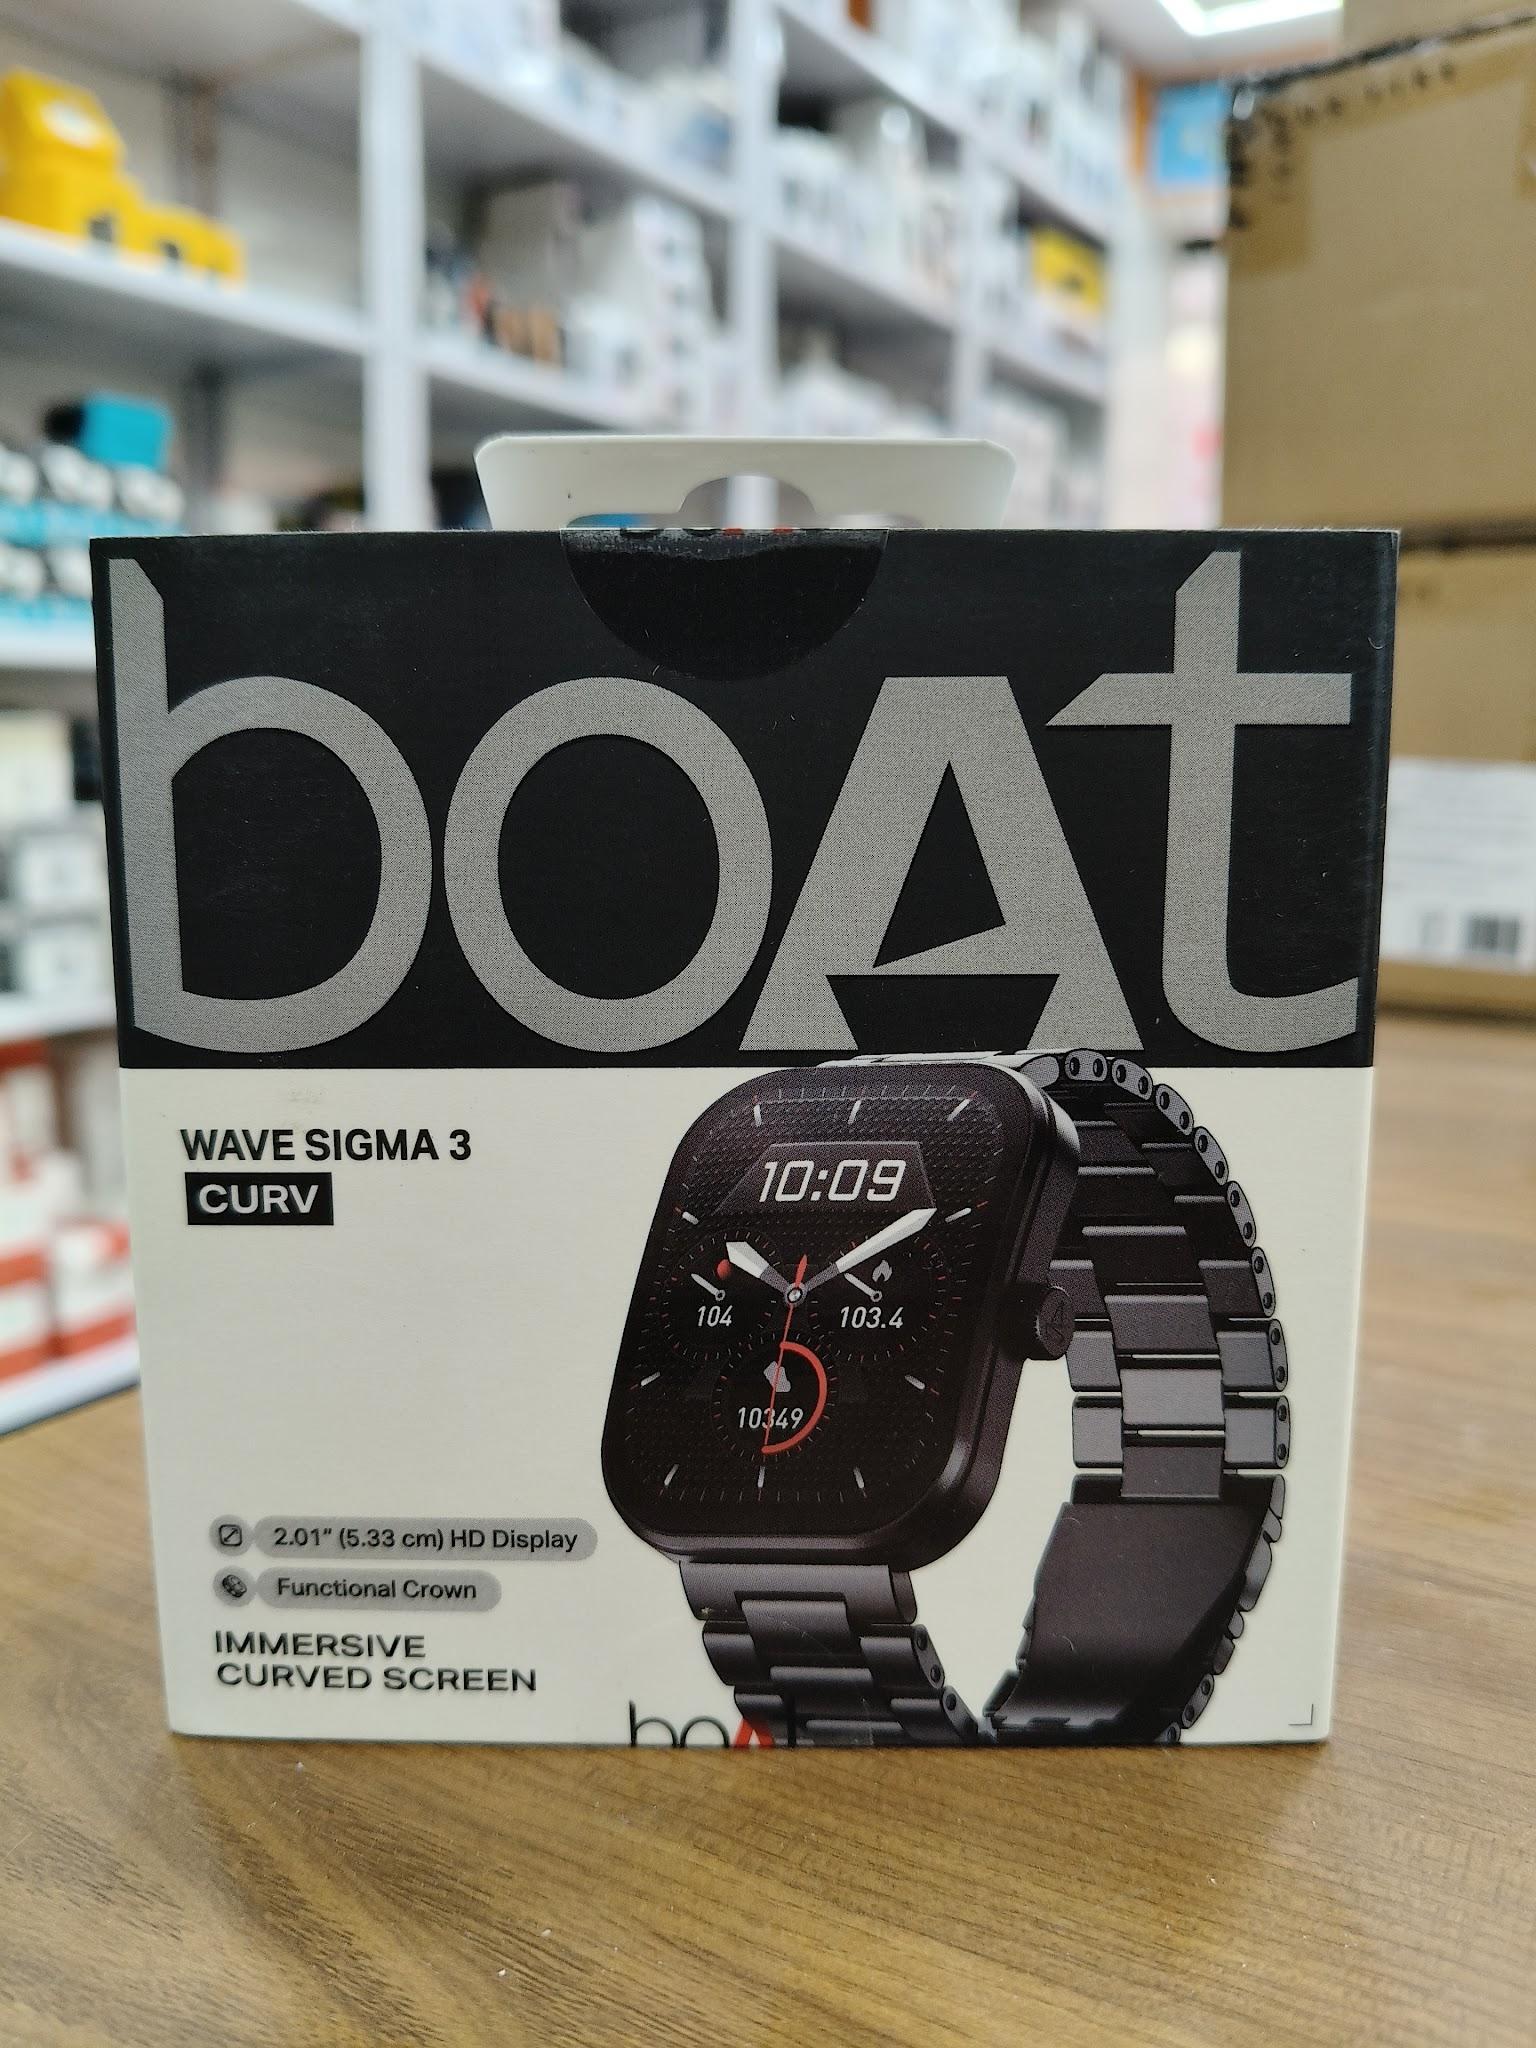 boAt
WAVE SIGMA 3
CURV
10:09
104
103.4
10349
2.01" (5.33 cm) HD Display
Functional Crown
IMMERSIVE
CURVED SCREEN
boAt